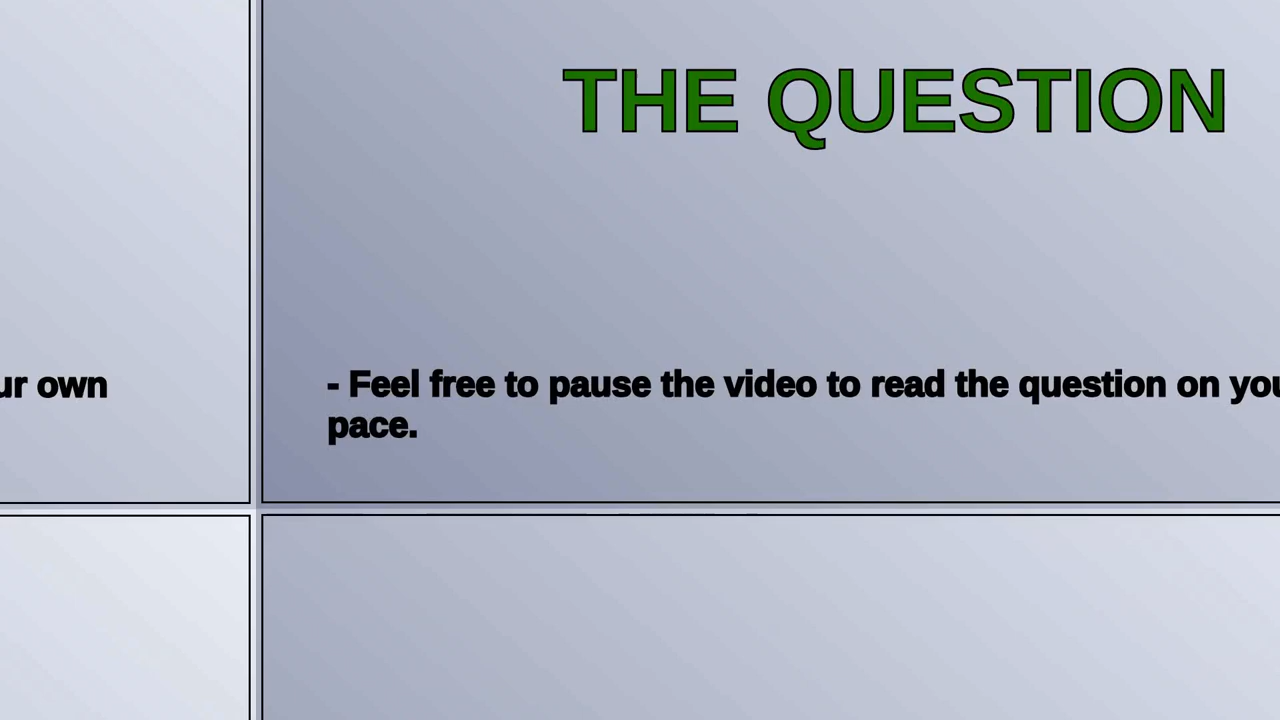 THE QUESTION
ur own
- Feel free to pause the video to read the question on you
pace.